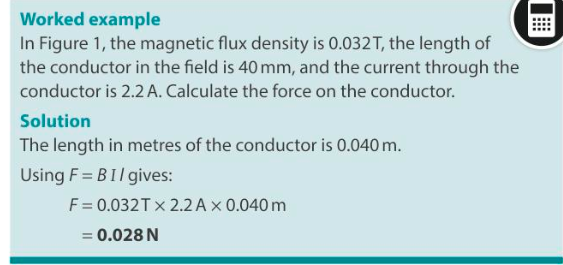 Worked example
In Figure 1, the magnetic flux density is 0.032 T, the length of
the conductor in the field is 40 mm, and the current through the
conductor is 2.2 A. Calculate the force on the conductor.
Solution
The length in metres of the conductor is 0.040 m.
Using F = B I l gives:
F = 0.032 T × 2.2 A × 0.040 m
= 0.028 N